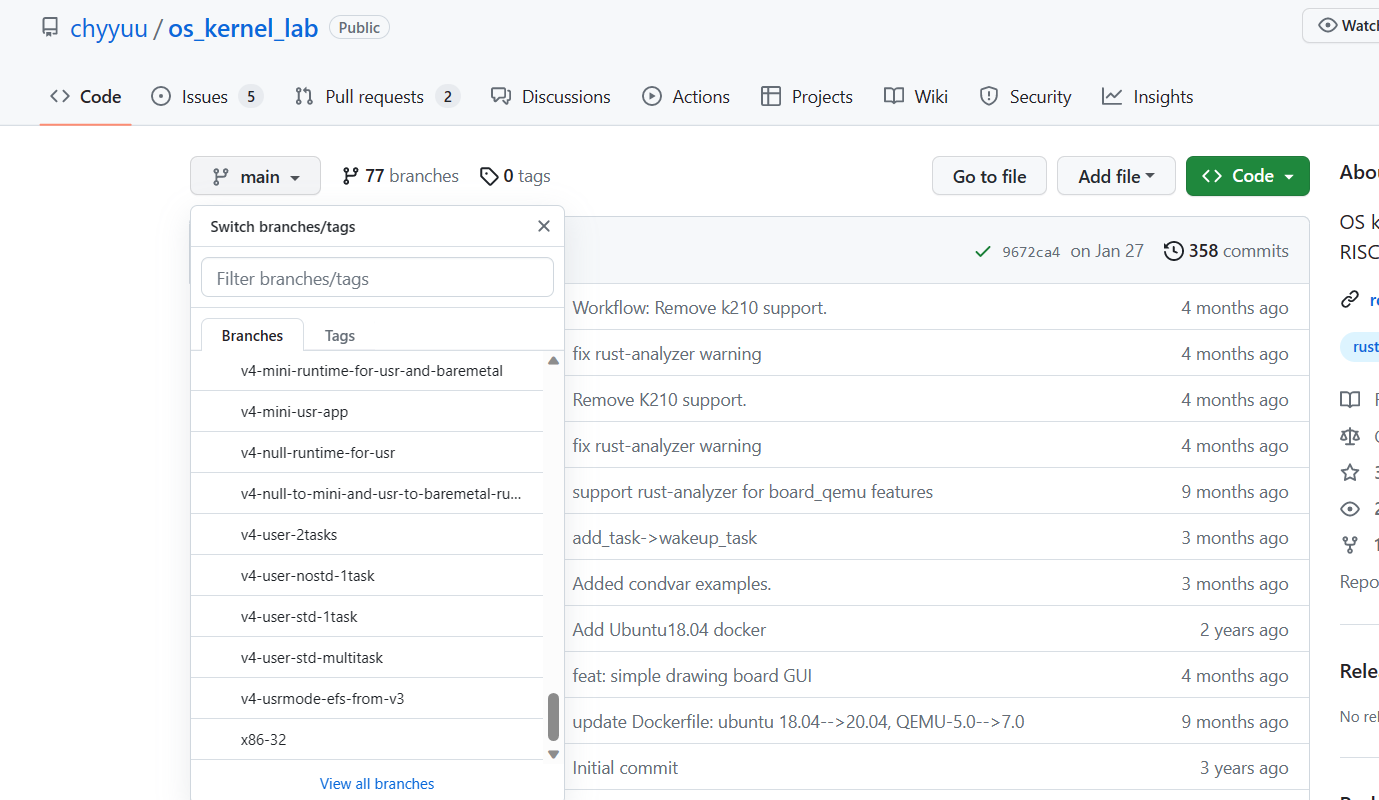 chyyuu / os_kernel_lab Public
Watch
Code Issues 5 Pull requests 2 Discussions Actions Projects Wiki Security Insights
main 77 branches 0 tags Go to file Add file Code
Switch branches/tags
Filter branches/tags
Branches Tags
v4-mini-runtime-for-usr-and-baremetal
v4-mini-usr-app
v4-null-runtime-for-usr
v4-null-to-mini-and-usr-to-baremetal-ru...
v4-user-2tasks
v4-user-nostd-1task
v4-user-std-1task
v4-user-std-multitask
v4-usrmode-efs-from-v3
x86-32
View all branches
9672ca4 on Jan 27 358 commits
Workflow: Remove k210 support. 4 months ago
fix rust-analyzer warning 4 months ago
Remove K210 support. 4 months ago
fix rust-analyzer warning 4 months ago
support rust-analyzer for board_qemu features 9 months ago
add_task->wakeup_task 3 months ago
Added condvar examples. 3 months ago
Add Ubuntu18.04 docker 2 years ago
feat: simple drawing board GUI 4 months ago
update Dockerfile: ubuntu 18.04-->20.04, QEMU-5.0-->7.0 9 months ago
Initial commit 3 years ago
Abou
OS k
RISC
rust
Repo
Rele
No rel